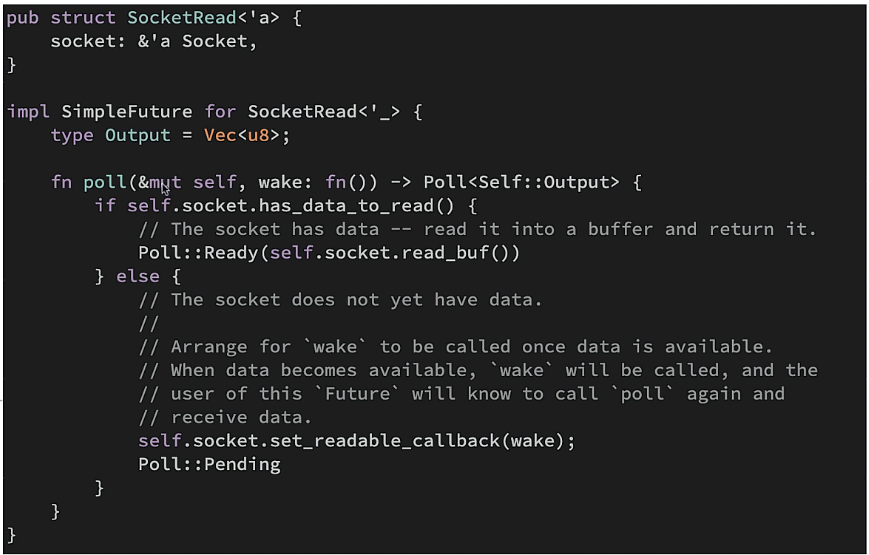 pub struct SocketRead<'a> {
    socket: &'a Socket,
}

impl SimpleFuture for SocketRead<'_> {
    type Output = Vec<u8>;

    fn poll(&mut self, wake: fn()) -> Poll<Self::Output> {
        if self.socket.has_data_to_read() {
            // The socket has data -- read it into a buffer and return it.
            Poll::Ready(self.socket.read_buf())
        } else {
            // The socket does not yet have data.
            //
            // Arrange for `wake` to be called once data is available.
            // When data becomes available, `wake` will be called, and the
            // user of this `Future` will know to call `poll` again and
            // receive data.
            self.socket.set_readable_callback(wake);
            Poll::Pending
        }
    }
}